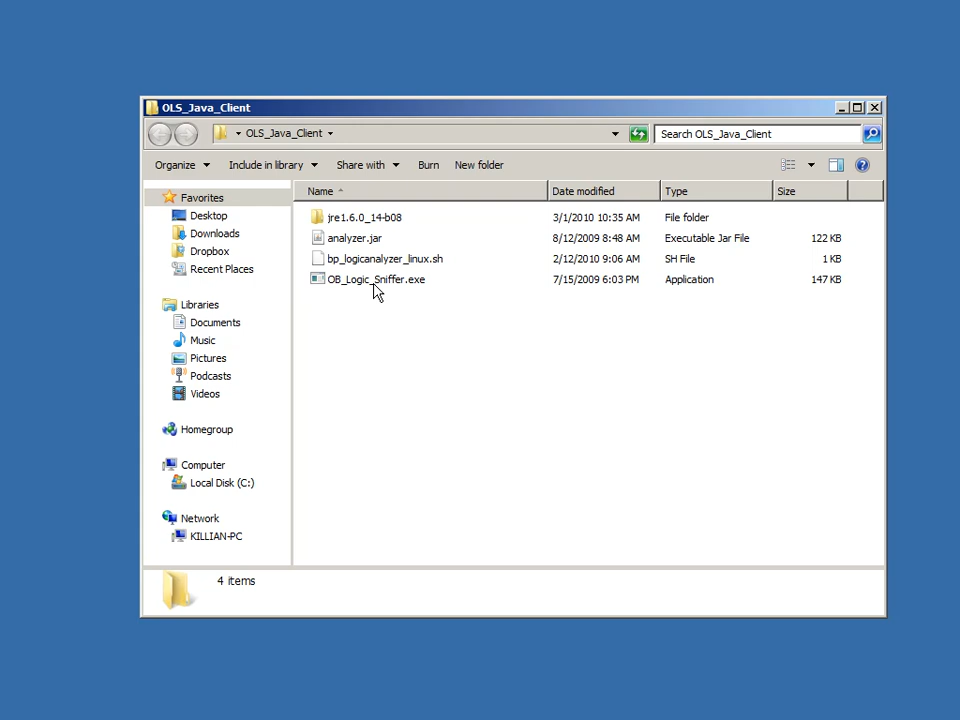 OLS_Java_Client
OLS_Java_Client
Search OLS_Java_Client
Organize Include in library Share with Burn New folder
Name Date modified Type Size
Favorites
Desktop
Downloads
Dropbox
Recent Places
Libraries
Documents
Music
Pictures
Podcasts
Videos
Homegroup
Computer
Local Disk (C:)
Network
KILLIAN-PC
jre1.6.0_14-b08 3/1/2010 10:35 AM File folder
analyzer.jar 8/12/2009 8:48 AM Executable Jar File 122 KB
bp_logicanalyzer_linux.sh 2/12/2010 9:06 AM SH File 1 KB
OB_Logic_Sniffer.exe 7/15/2009 6:03 PM Application 147 KB
4 items